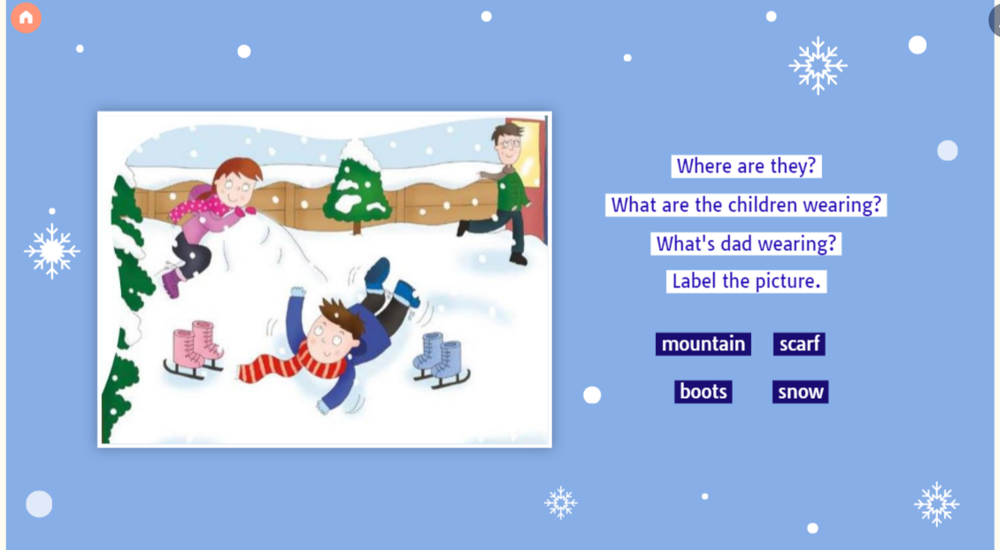 Where are they?
What are the children wearing?
What's dad wearing?
Label the picture.
mountain scarf
boots snow